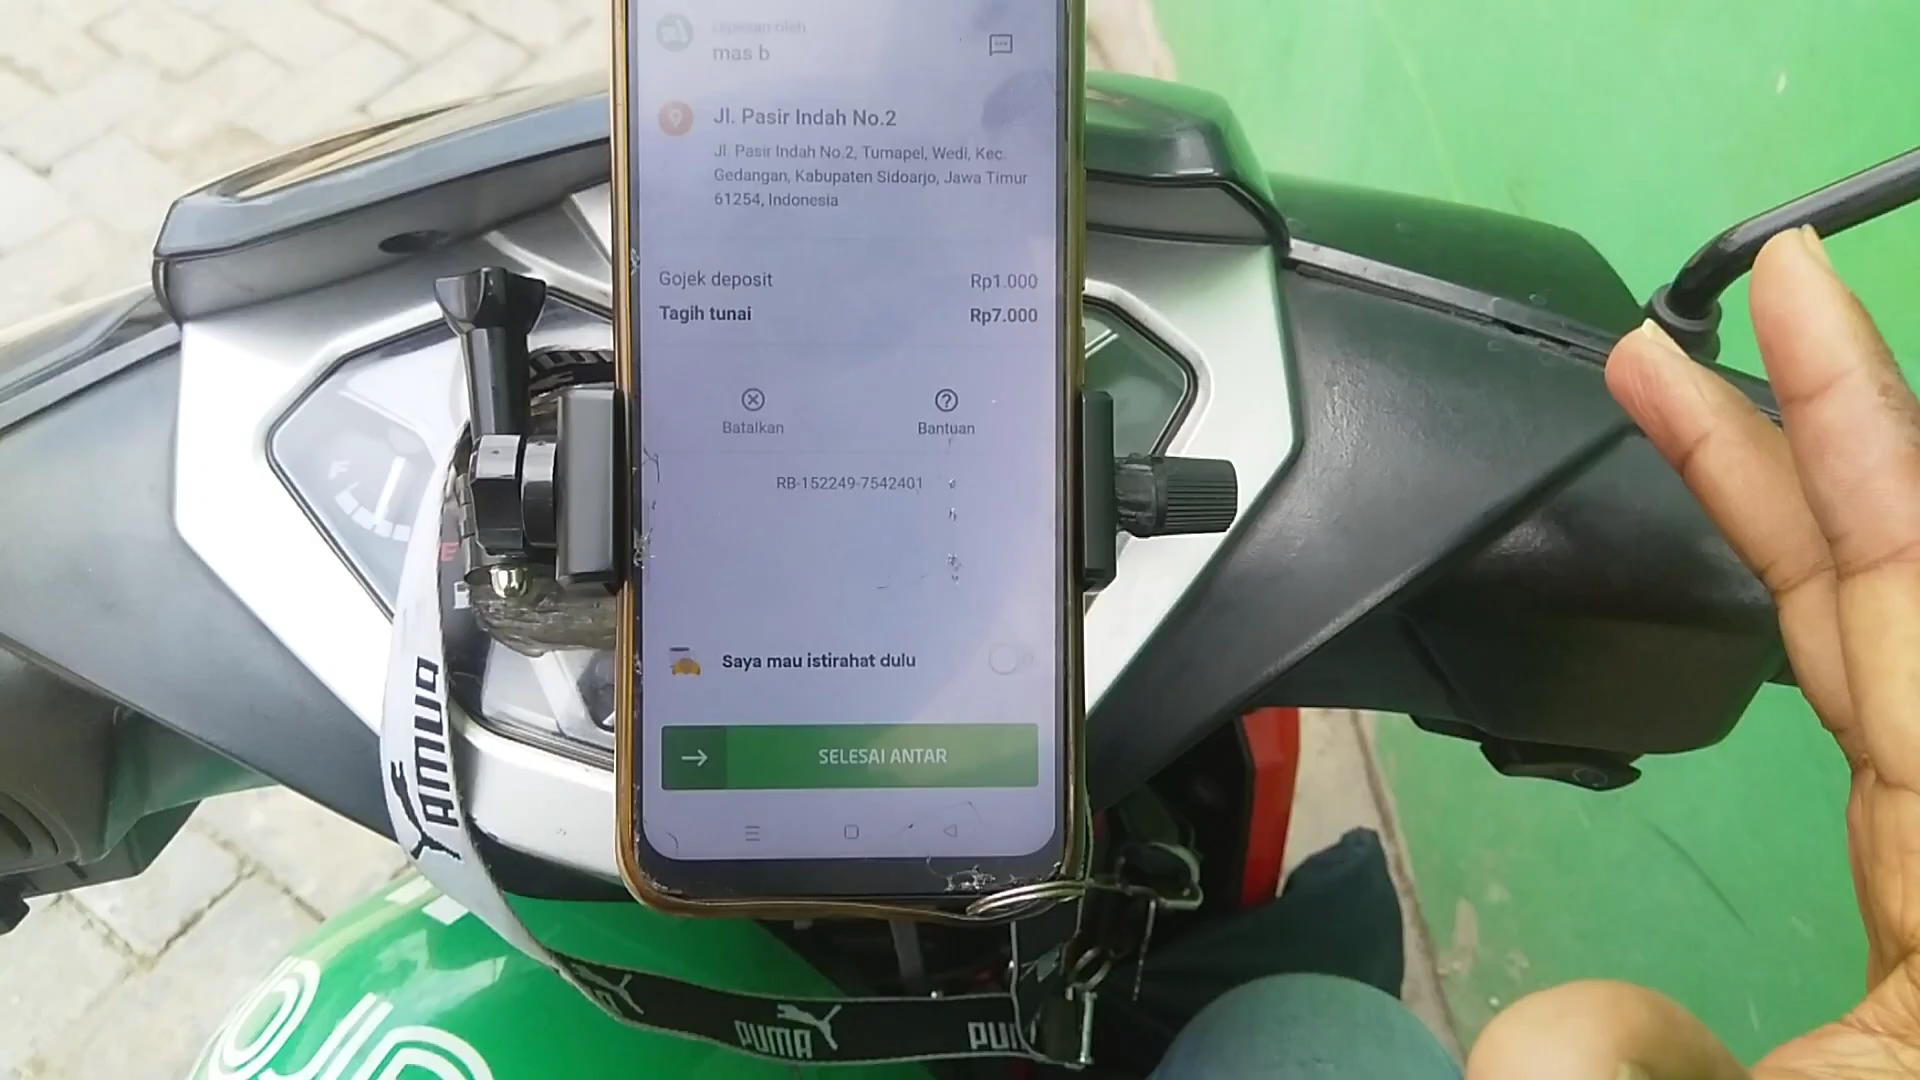 mas b
Jl. Pasir Indah No.2
Jl. Pasir Indah No.2, Tumapel, Wedi, Kec.
Gedangan, Kabupaten Sidoarjo, Jawa Timur
61254, Indonesia
Gojek deposit Rp1.000
Tagih tunai Rp7.000
Batalkan Bantuan
RB-152249-7542401
Saya mau istirahat dulu
SELESAI ANTAR
F
E
PUMA
PUMA
PUM